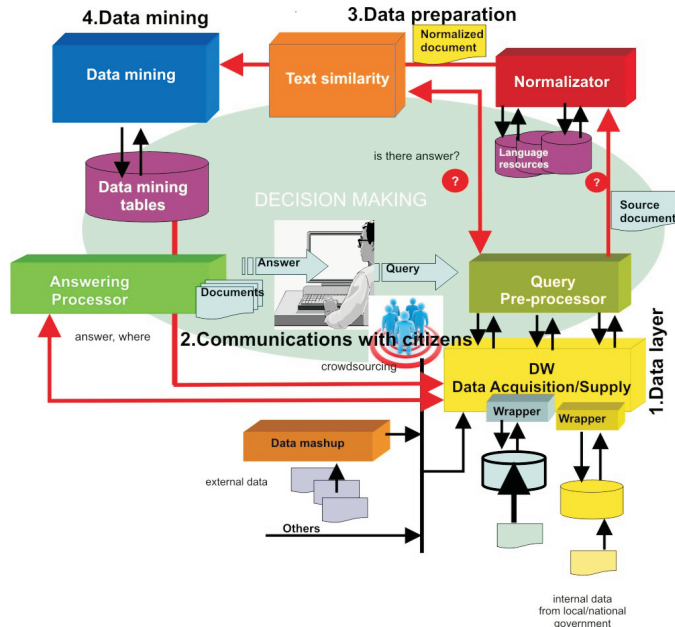 4.Data mining
3.Data preparation
Normalized
document
Data mining
Text similarity
Normalizator
Language
resources
is there answer?
?
?
Data mining
tables
DECISION MAKING
Source
document
Answer
Query
Answering
Processor
Documents
Query
Pre-processor
answer, where
2.Communications with citizens
crowdsourcing
DW
Data Acquisition/Supply
1.Data layer
Wrapper
Wrapper
Data mashup
external data
Others
internal data
from local/national
government